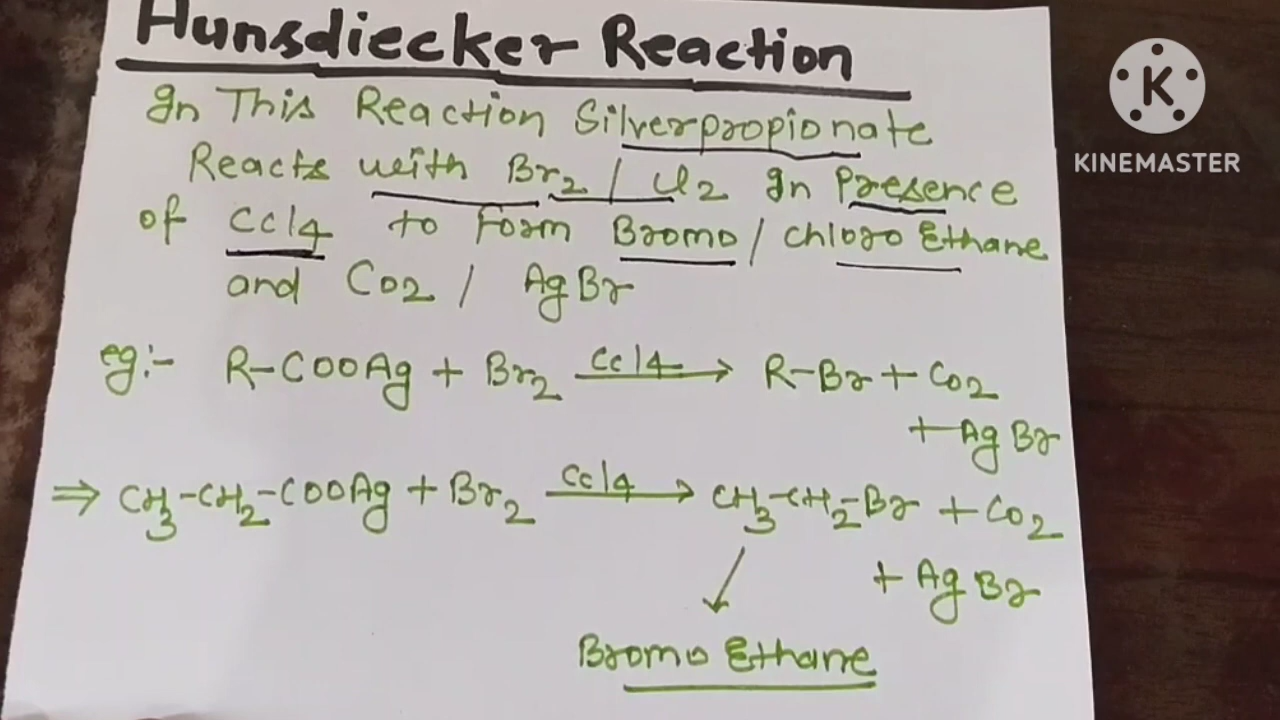 Hunsdiecker Reaction
In This Reaction Silverpropionate
Reacts with Br2 / Cl2 In Presence
of CCl4 to Form Bromo / chloro Ethane
and CO2 / AgBr
eg:- R-COOAg + Br2 CCl4 → R-Br + CO2
+ AgBr
⇒ CH3-CH2-COOAg + Br2 CCl4 → CH3-CH2-Br + CO2
+ AgBr
↓
Bromo Ethane
K
KINEMASTER